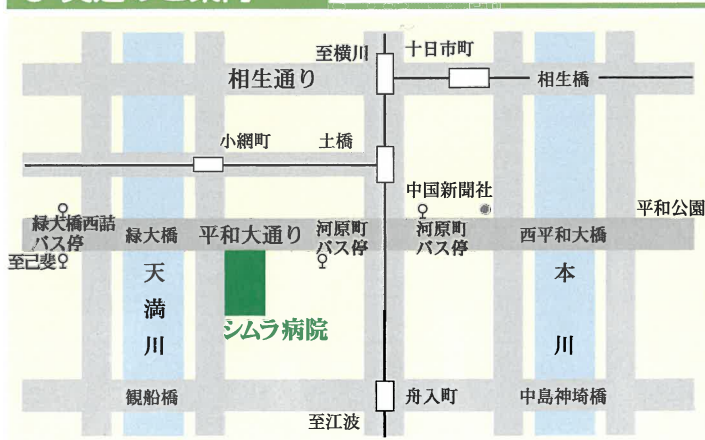 至横川
十日市町
相生通り
相生橋
小網町
土橋
中国新聞社
平和公園
緑大橋西詰
バス停
緑大橋
平和大通り
河原町
バス停
河原町
バス停
西平和大橋
至己斐
天
満
川
本
川
シムラ病院
観船橋
舟入町
中島神埼橋
至江波